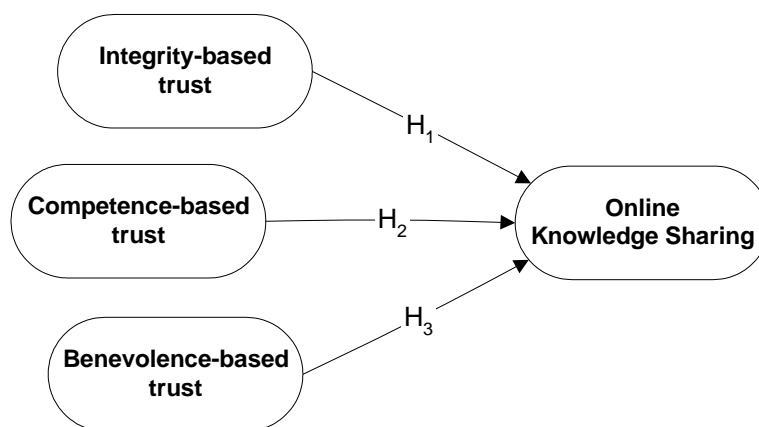 Integrity-based
trust
H₁
Competence-based
trust
H₂
Online
Knowledge Sharing
H₃
Benevolence-based
trust